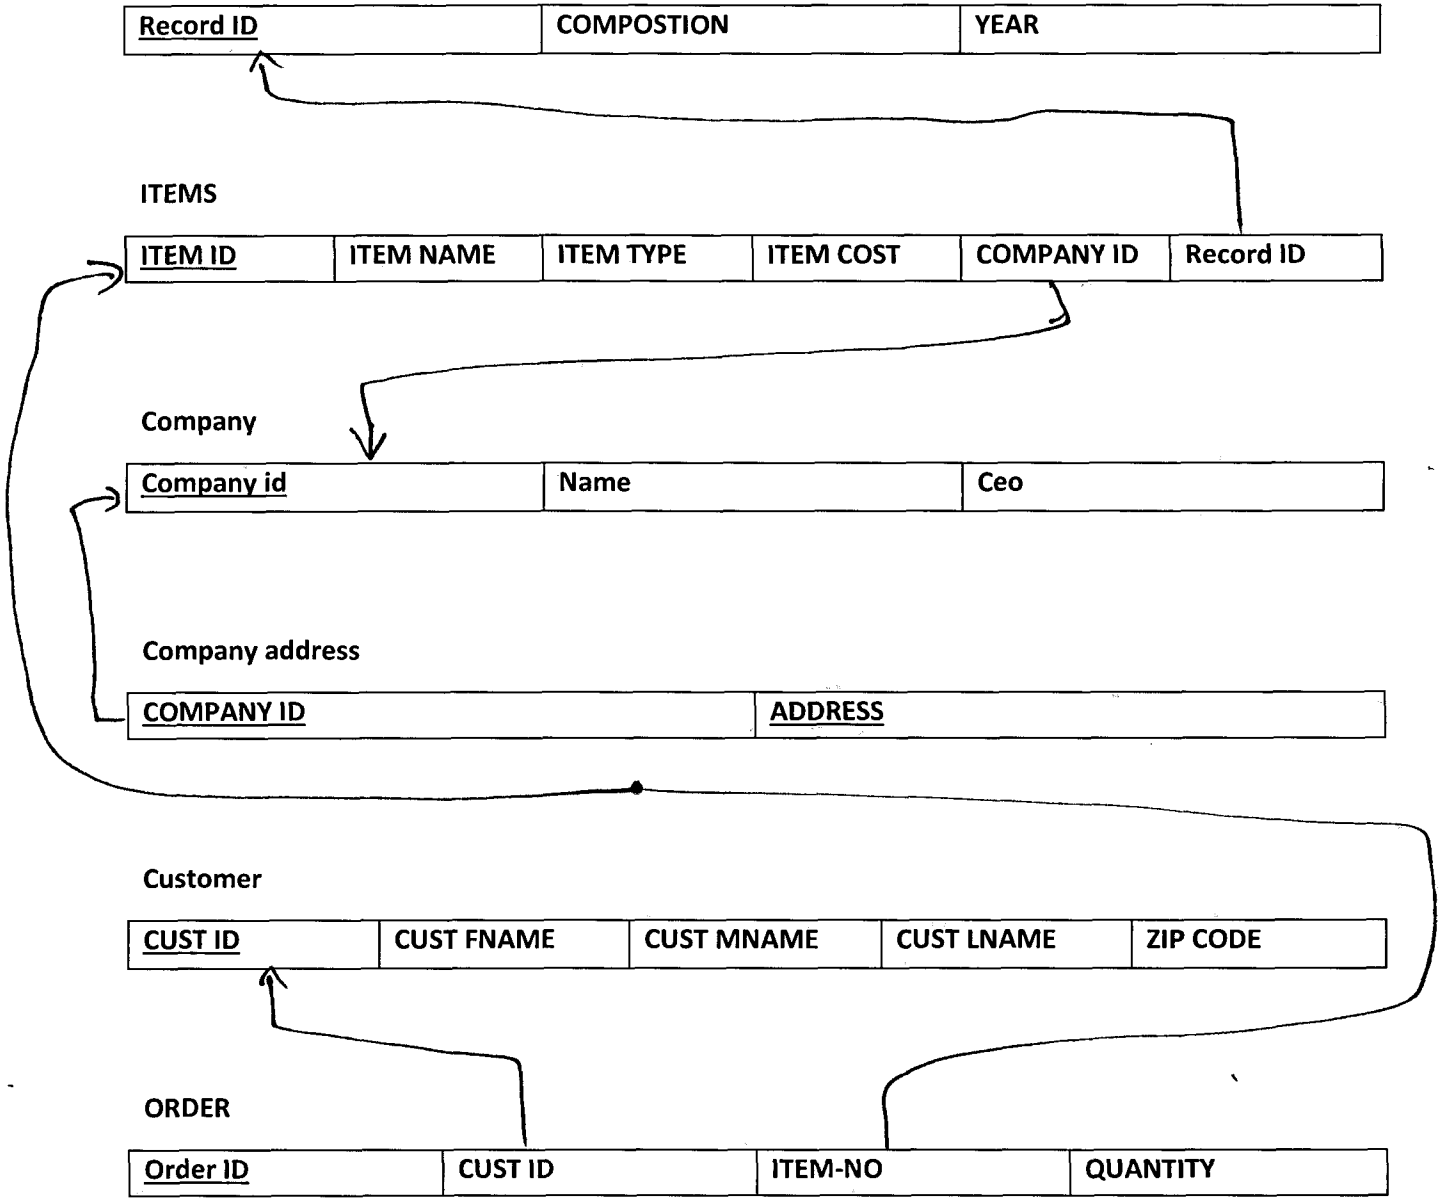 Record ID COMPOSTION YEAR
ITEMS
ITEM ID ITEM NAME ITEM TYPE ITEM COST COMPANY ID Record ID
Company
Company id Name Ceo
Company address
COMPANY ID ADDRESS
Customer
CUST ID CUST FNAME CUST MNAME CUST LNAME ZIP CODE
ORDER
Order ID CUST ID ITEM-NO QUANTITY